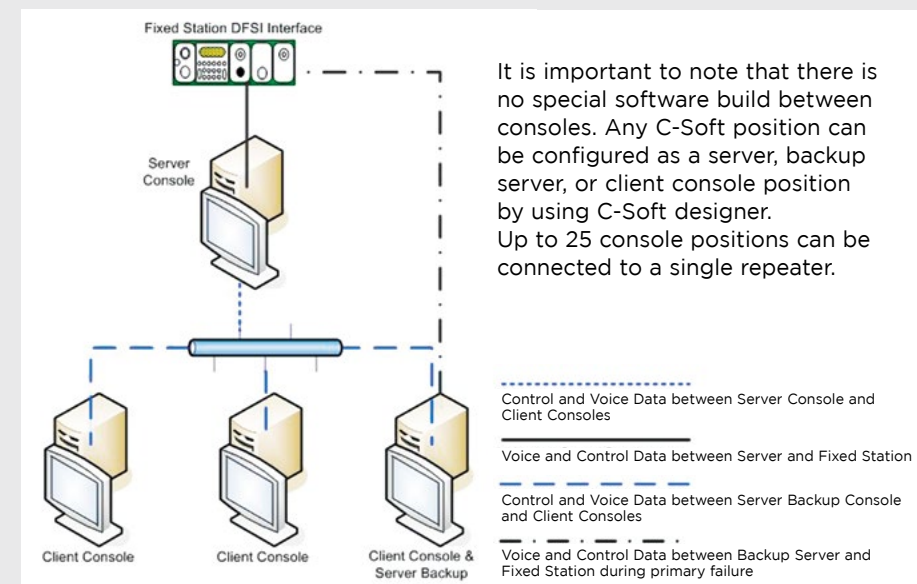 Fixed Station DFSI Interface
It is important to note that there is
no special software build between
consoles. Any C-Soft position can
be configured as a server, backup
server, or client console position
by using C-Soft designer.
Up to 25 console positions can be
connected to a single repeater.
Server
Console
Client Console
Client Console
Client Console &
Server Backup
Control and Voice Data between Server Console and
Client Consoles
Voice and Control Data between Server and Fixed Station
Control and Voice Data between Server Backup Console
and Client Consoles
Voice and Control Data between Backup Server and
Fixed Station during primary failure